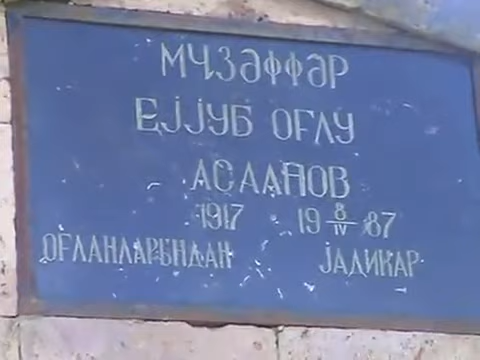 МҮЗӘФФӘР
ЕЈЈУБ ОҒЛУ
АСЛАНОВ
1917 19 8/IV 87
ОҒЛАНЛАРЫНДАН ЈАДИКАР